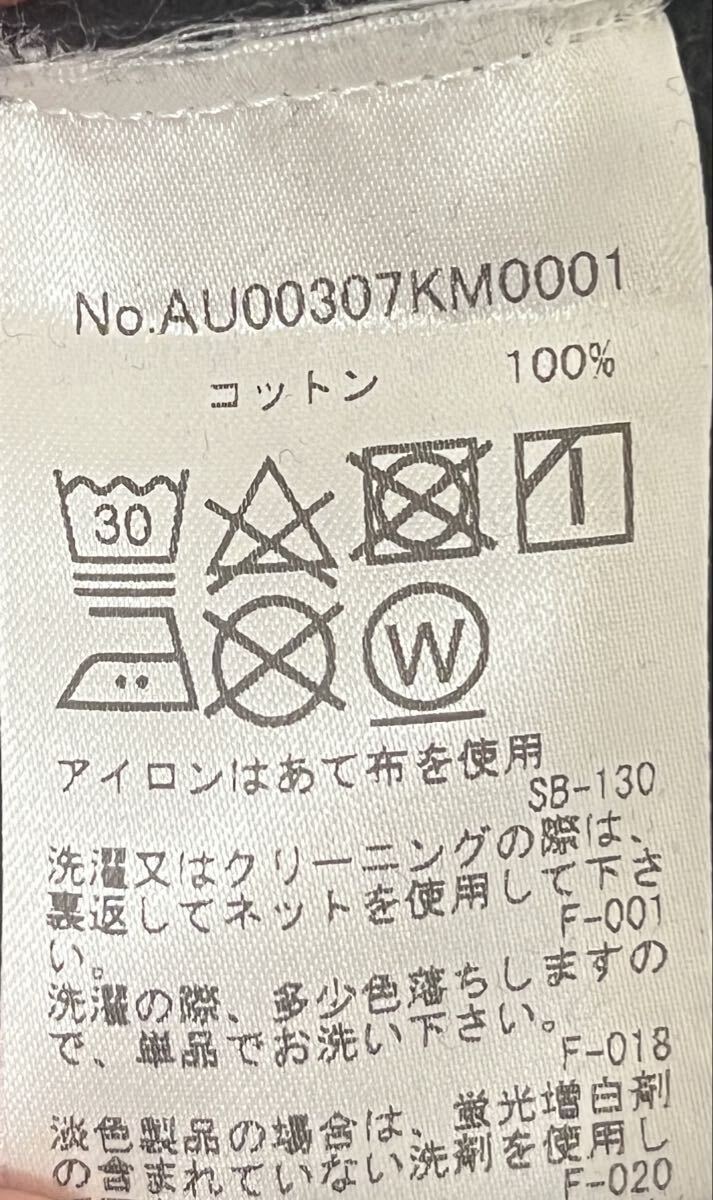 No.AU00307KM0001
コットン 100%
30
W
アイロンはあて布を使用
SB-130
洗濯又はクリーニングの際は、
裏返してネットを使用して下さ
い。
F-001
洗濯の際、多少色落ちしますの
で、単品でお洗い下さい。
F-018
淡色製品の場合は、蛍光増白剤
の含まれていない洗剤を使用し
F-020